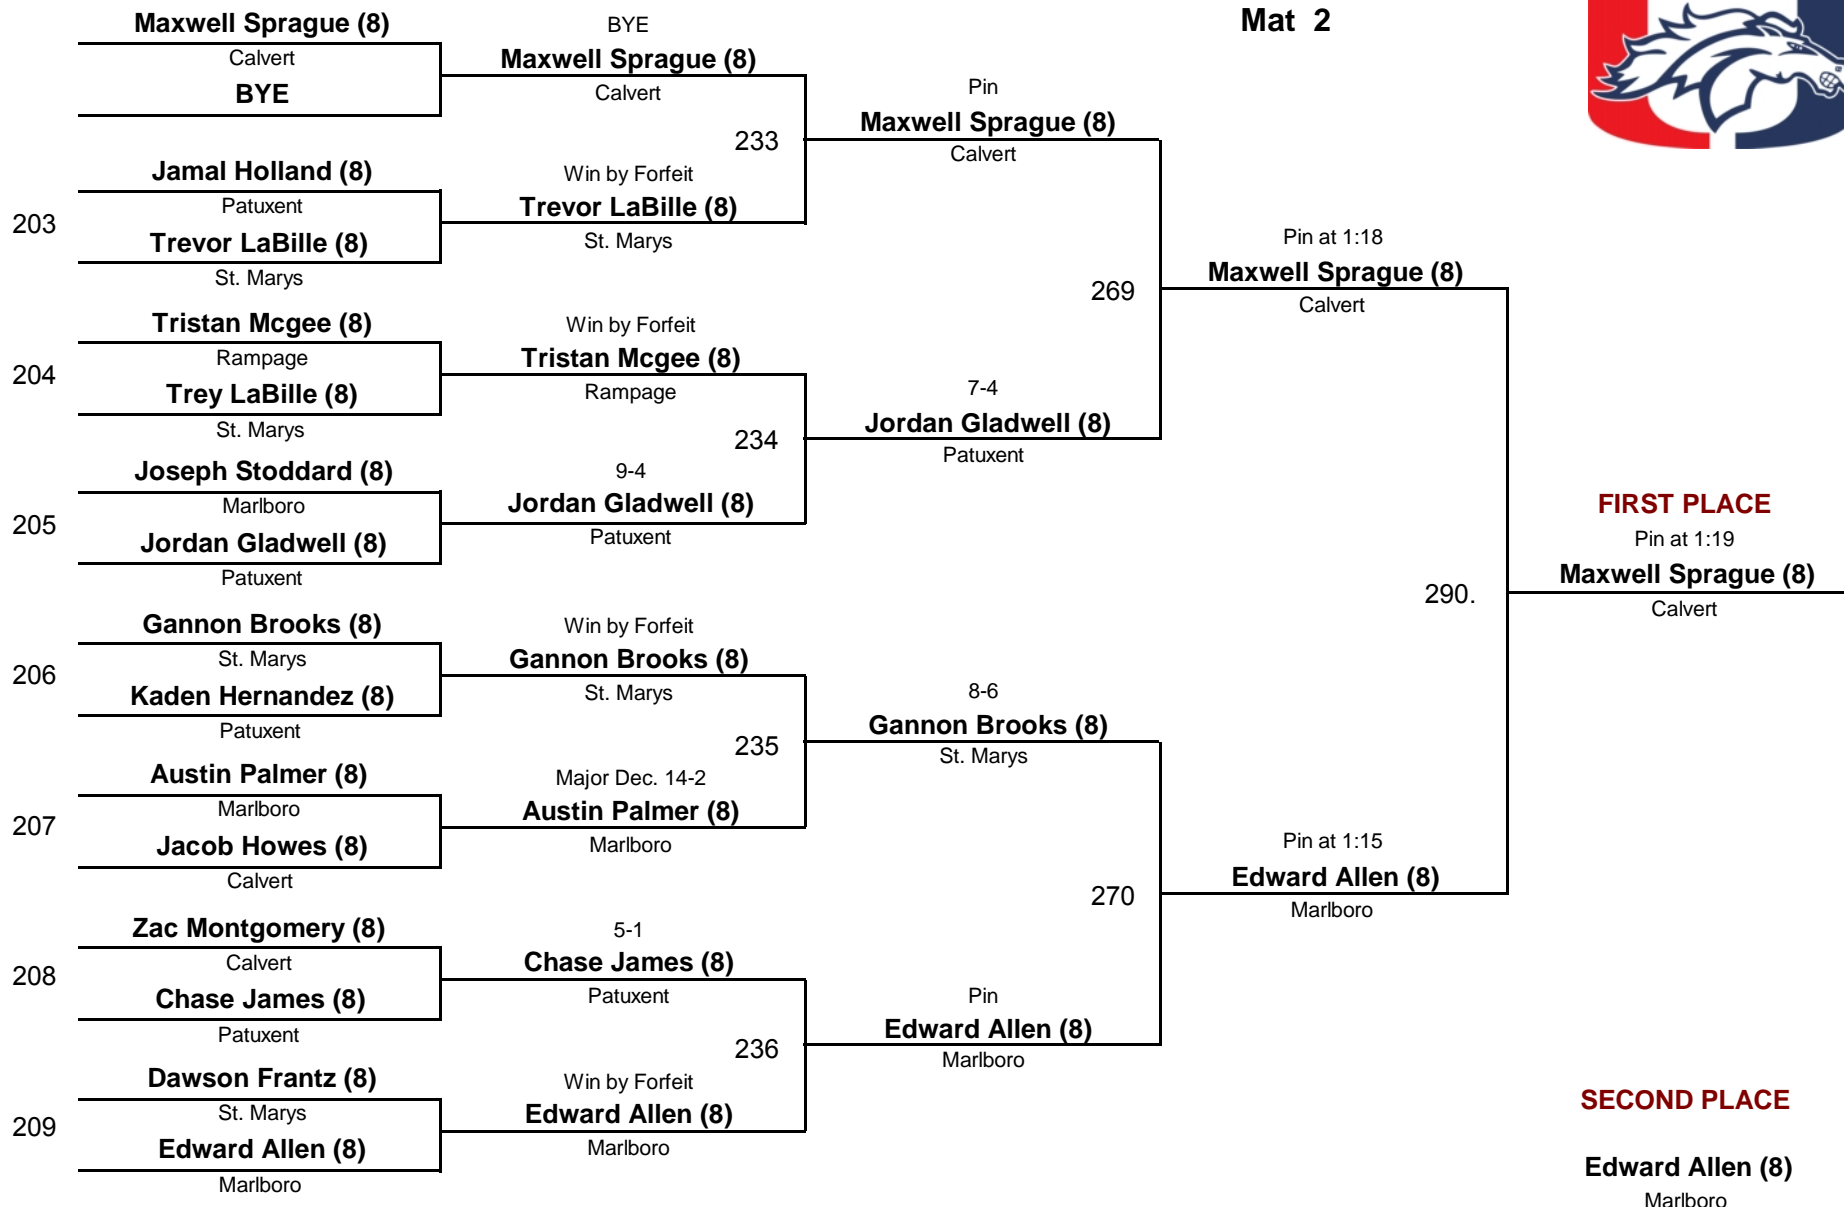 Mat 2
Maxwell Sprague (8)
Calvert
BYE
203
Jamal Holland (8)
Patuxent
Trevor LaBille (8)
St. Marys
204
Tristan Mcgee (8)
Rampage
Trey LaBille (8)
St. Marys
205
Joseph Stoddard (8)
Marlboro
Jordan Gladwell (8)
Patuxent
206
Gannon Brooks (8)
St. Marys
Kaden Hernandez (8)
Patuxent
207
Austin Palmer (8)
Marlboro
Jacob Howes (8)
Calvert
208
Zac Montgomery (8)
Calvert
Chase James (8)
Patuxent
209
Dawson Frantz (8)
St. Marys
Edward Allen (8)
Marlboro
BYE
Maxwell Sprague (8)
Calvert
233
Win by Forfeit
Trevor LaBille (8)
St. Marys
Win by Forfeit
Tristan Mcgee (8)
Rampage
234
9-4
Jordan Gladwell (8)
Patuxent
Win by Forfeit
Gannon Brooks (8)
St. Marys
235
Major Dec. 14-2
Austin Palmer (8)
Marlboro
5-1
Chase James (8)
Patuxent
236
Win by Forfeit
Edward Allen (8)
Marlboro
Pin
Maxwell Sprague (8)
Calvert
269
7-4
Jordan Gladwell (8)
Patuxent
8-6
Gannon Brooks (8)
St. Marys
270
Pin
Edward Allen (8)
Marlboro
Pin at 1:18
Maxwell Sprague (8)
Calvert
290.
Pin at 1:15
Edward Allen (8)
Marlboro
FIRST PLACE
Pin at 1:19
Maxwell Sprague (8)
Calvert
SECOND PLACE
Edward Allen (8)
Marlboro